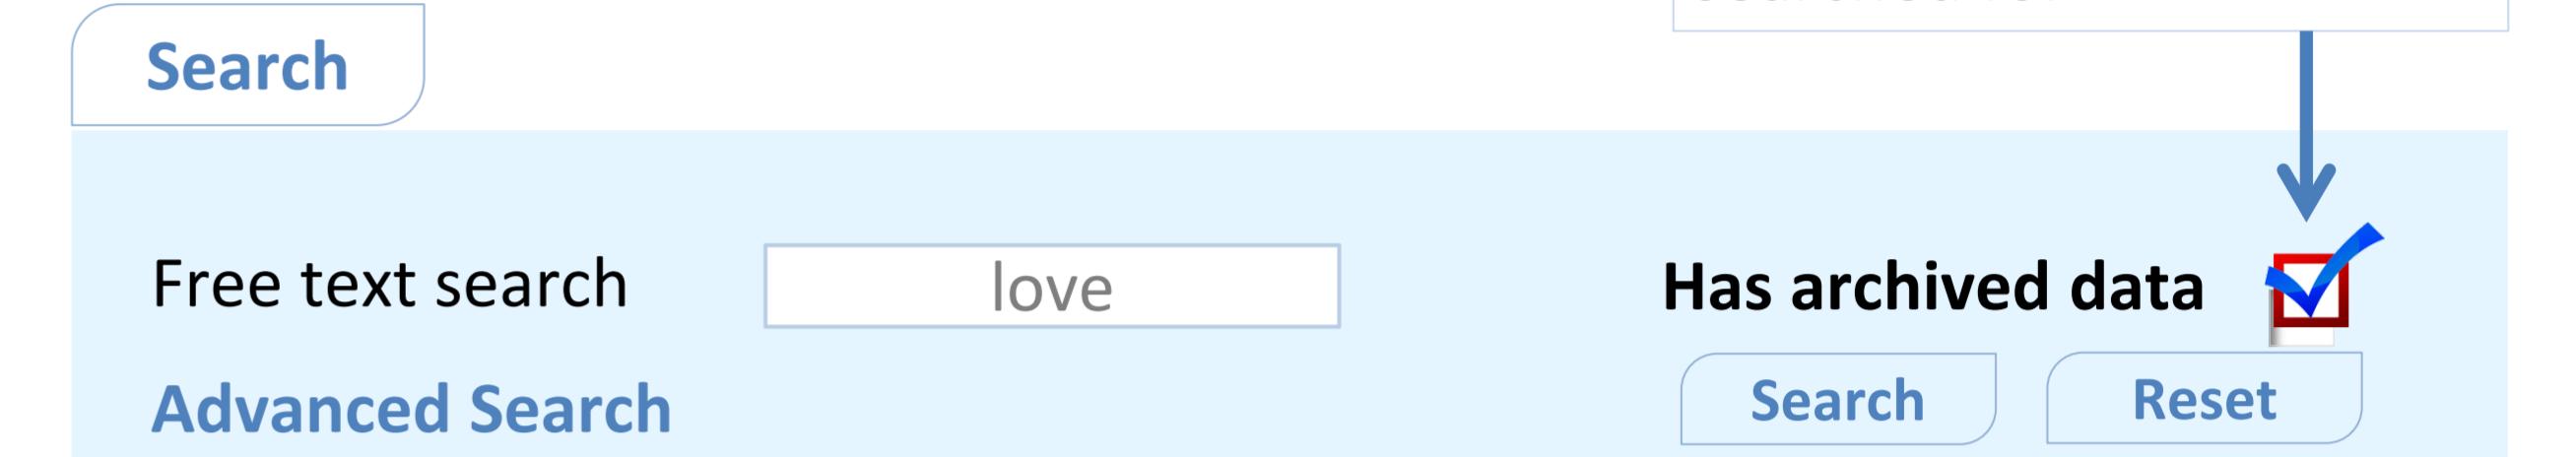 Search
Free text search love Has archived data
Advanced Search Search Reset